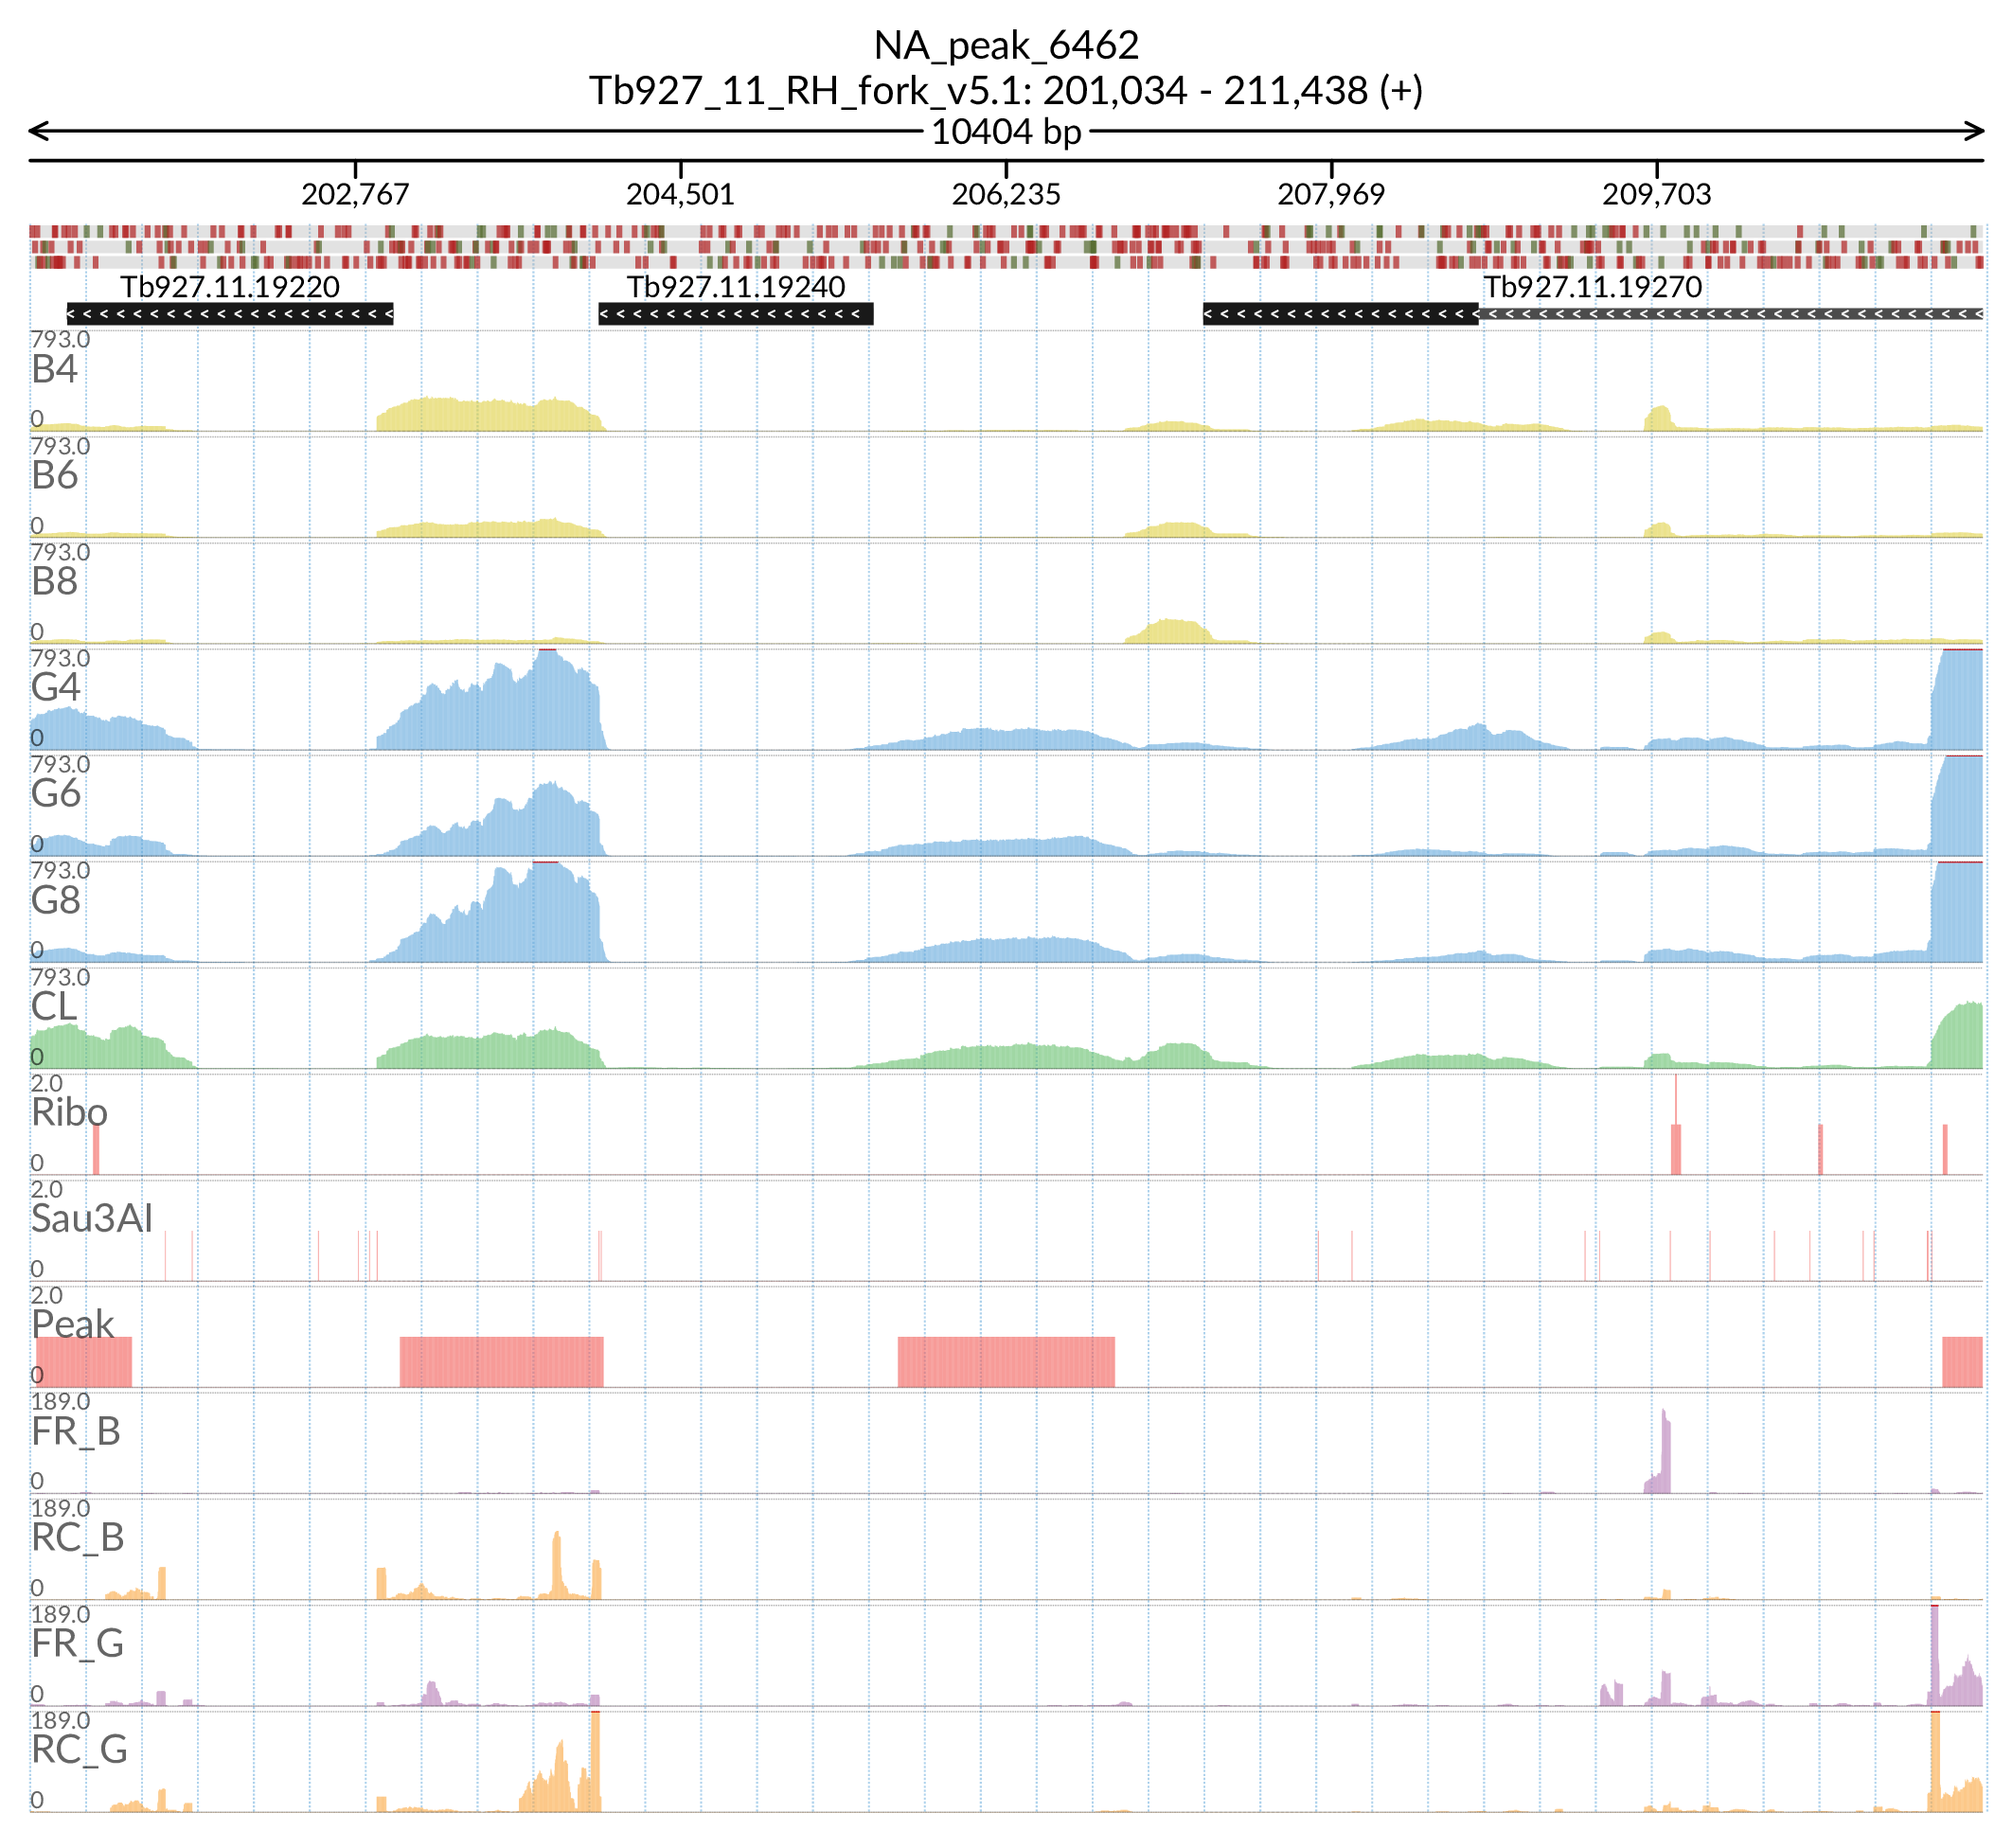 NA_peak_6462
Tb927_11_RH_fork_v5.1: 201,034 - 211,438 (+)
10404 bp
202,767 204,501 206,235 207,969 209,703
Tb927.11.19220 Tb927.11.19240 Tb927.11.19270
793.0
B4
0
793.0
B6
0
793.0
B8
0
793.0
G4
0
793.0
G6
0
793.0
G8
0
793.0
CL
0
2.0
Ribo
0
2.0
Sau3AI
0
2.0
Peak
0
189.0
FR_B
0
189.0
RC_B
0
189.0
FR_G
0
189.0
RC_G
0